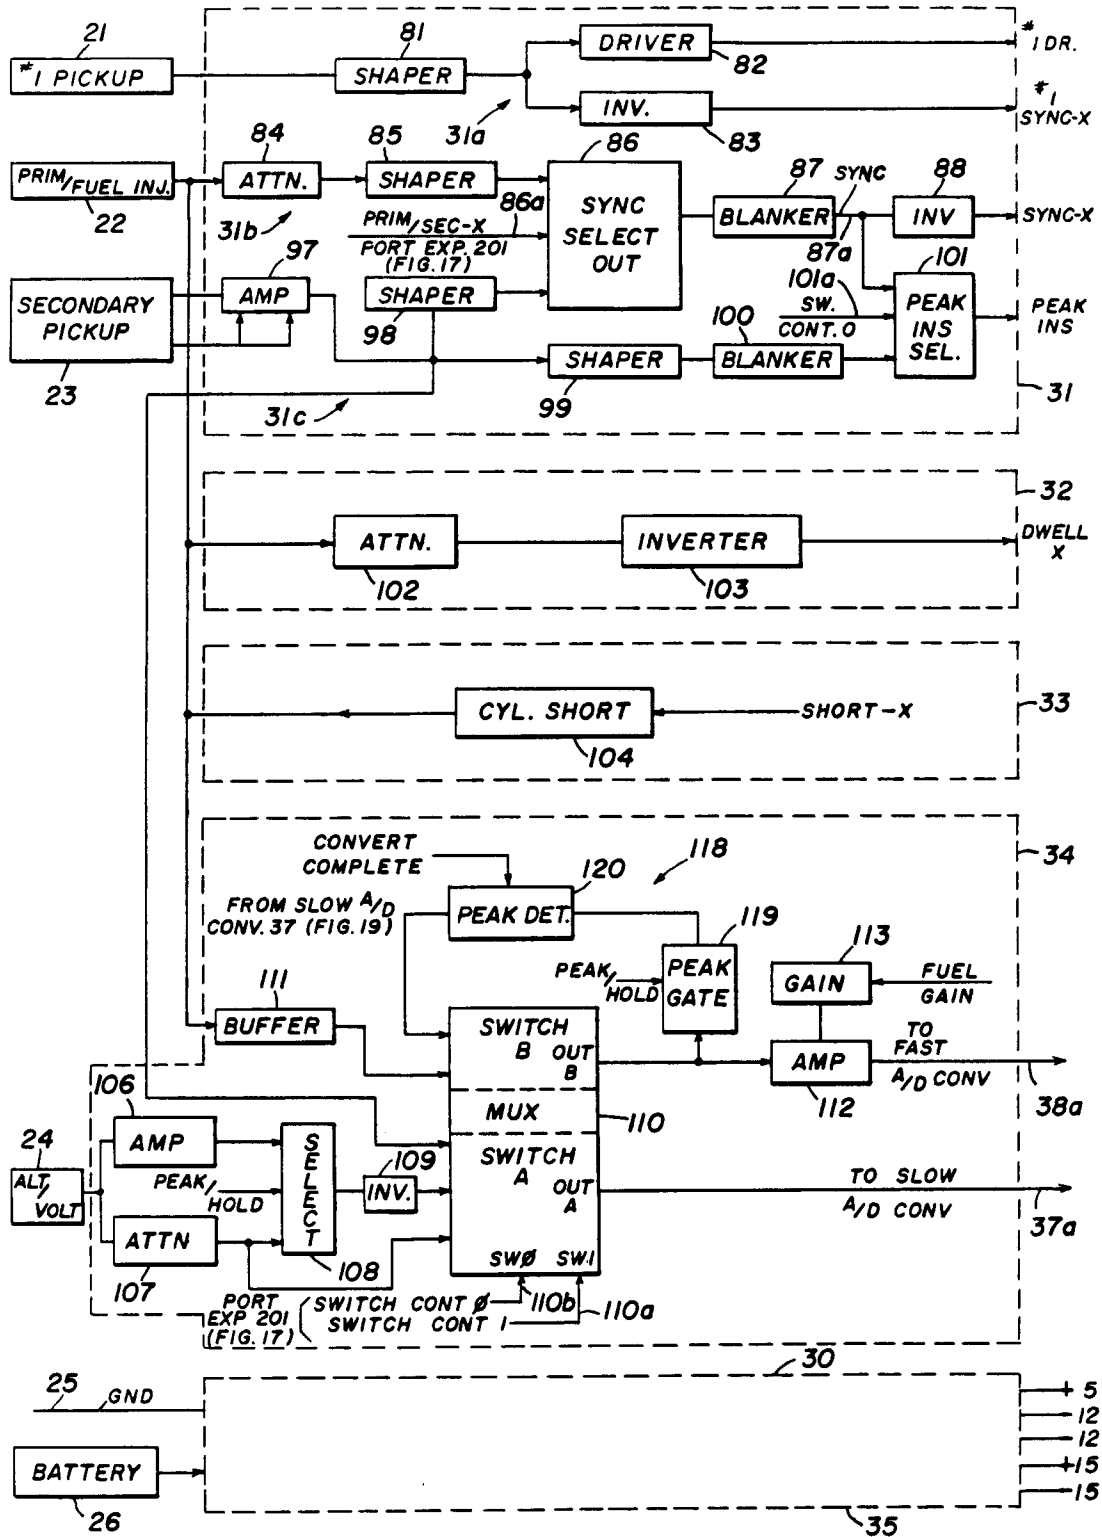 21
#1 PICKUP
81
SHAPER
DRIVER
82
#1 DR.
INV.
83
#1
SYNC-X
31a
84
85
86
PRIM/FUEL INJ.
22
ATTN.
SHAPER
31b
86a
PRIM/SEC-X
PORT EXP. 201
(FIG. 17)
SYNC
SELECT
OUT
87
SYNC
88
BLANKER
87a
INV
SYNC-X
97
SECONDARY
PICKUP
23
AMP
SHAPER
98
101a
SW.
CONT. 0
101
PEAK
INS
SEL.
PEAK
INS
100
SHAPER
99
BLANKER
31c
31
32
ATTN.
102
INVERTER
103
DWELL
X
CYL. SHORT
104
SHORT-X
33
CONVERT
COMPLETE
118
34
120
FROM SLOW A/D
CONV. 37 (FIG. 19)
PEAK DET.
119
113
PEAK/HOLD
PEAK
GATE
GAIN
FUEL
GAIN
111
BUFFER
SWITCH
B
OUT
B
TO
FAST
A/D CONV
AMP
112
38a
106
MUX
110
24
AMP
SELECT
109
SWITCH
A
OUT
A
ALT/VOLT
PEAK/HOLD
INV.
TO SLOW
A/D CONV
37a
ATTN
107
108
SWØ SW1
PORT
EXP 201
(FIG. 17)
SWITCH CONT Ø
110b
SWITCH CONT 1
110a
30
25
GND
+5
12
12
BATTERY
26
+15
15
35